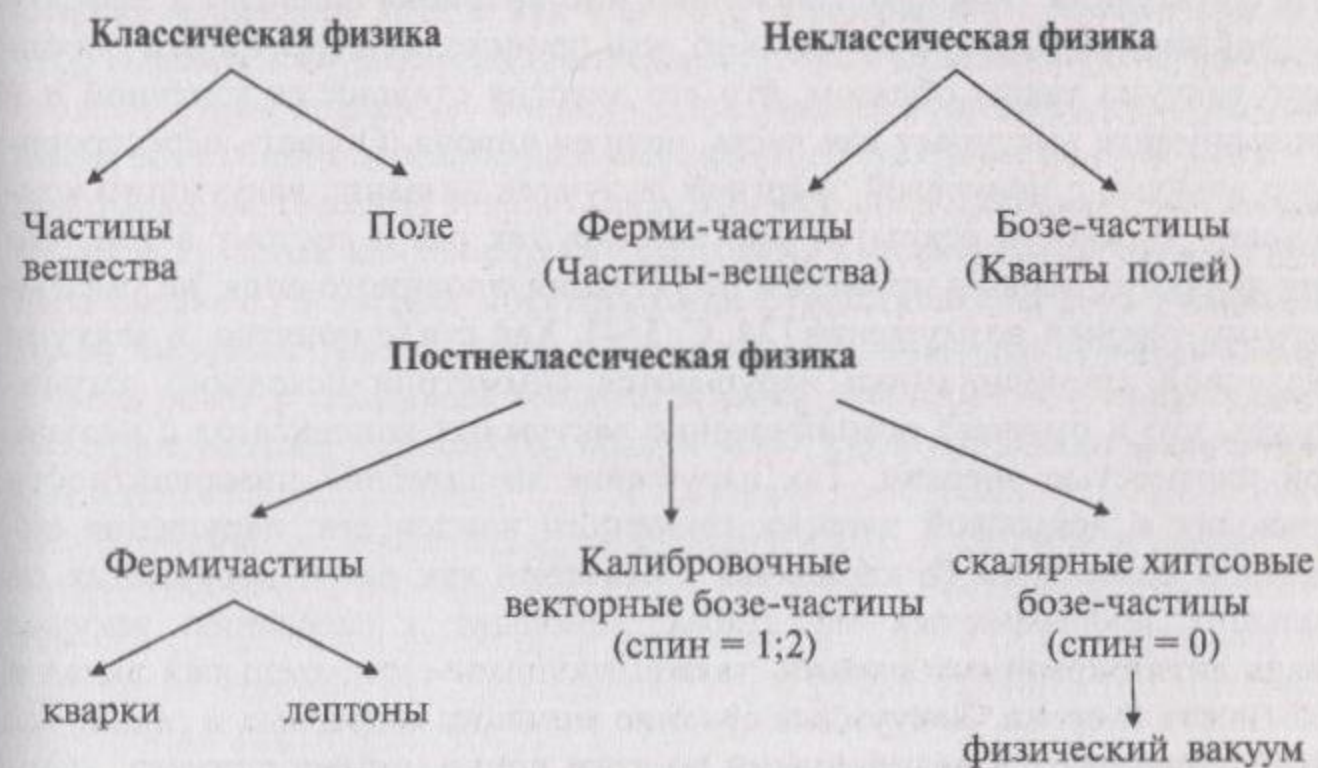 Классическая физика
Неклассическая физика
Частицы
вещества
Поле
Ферми-частицы
(Частицы-вещества)
Бозе-частицы
(Кванты полей)
Постнеклассическая физика
Фермичастицы
Калибровочные
векторные бозе-частицы
(спин = 1;2)
скалярные хиггсовые
бозе-частицы
(спин = 0)
кварки
лептоны
физический вакуум